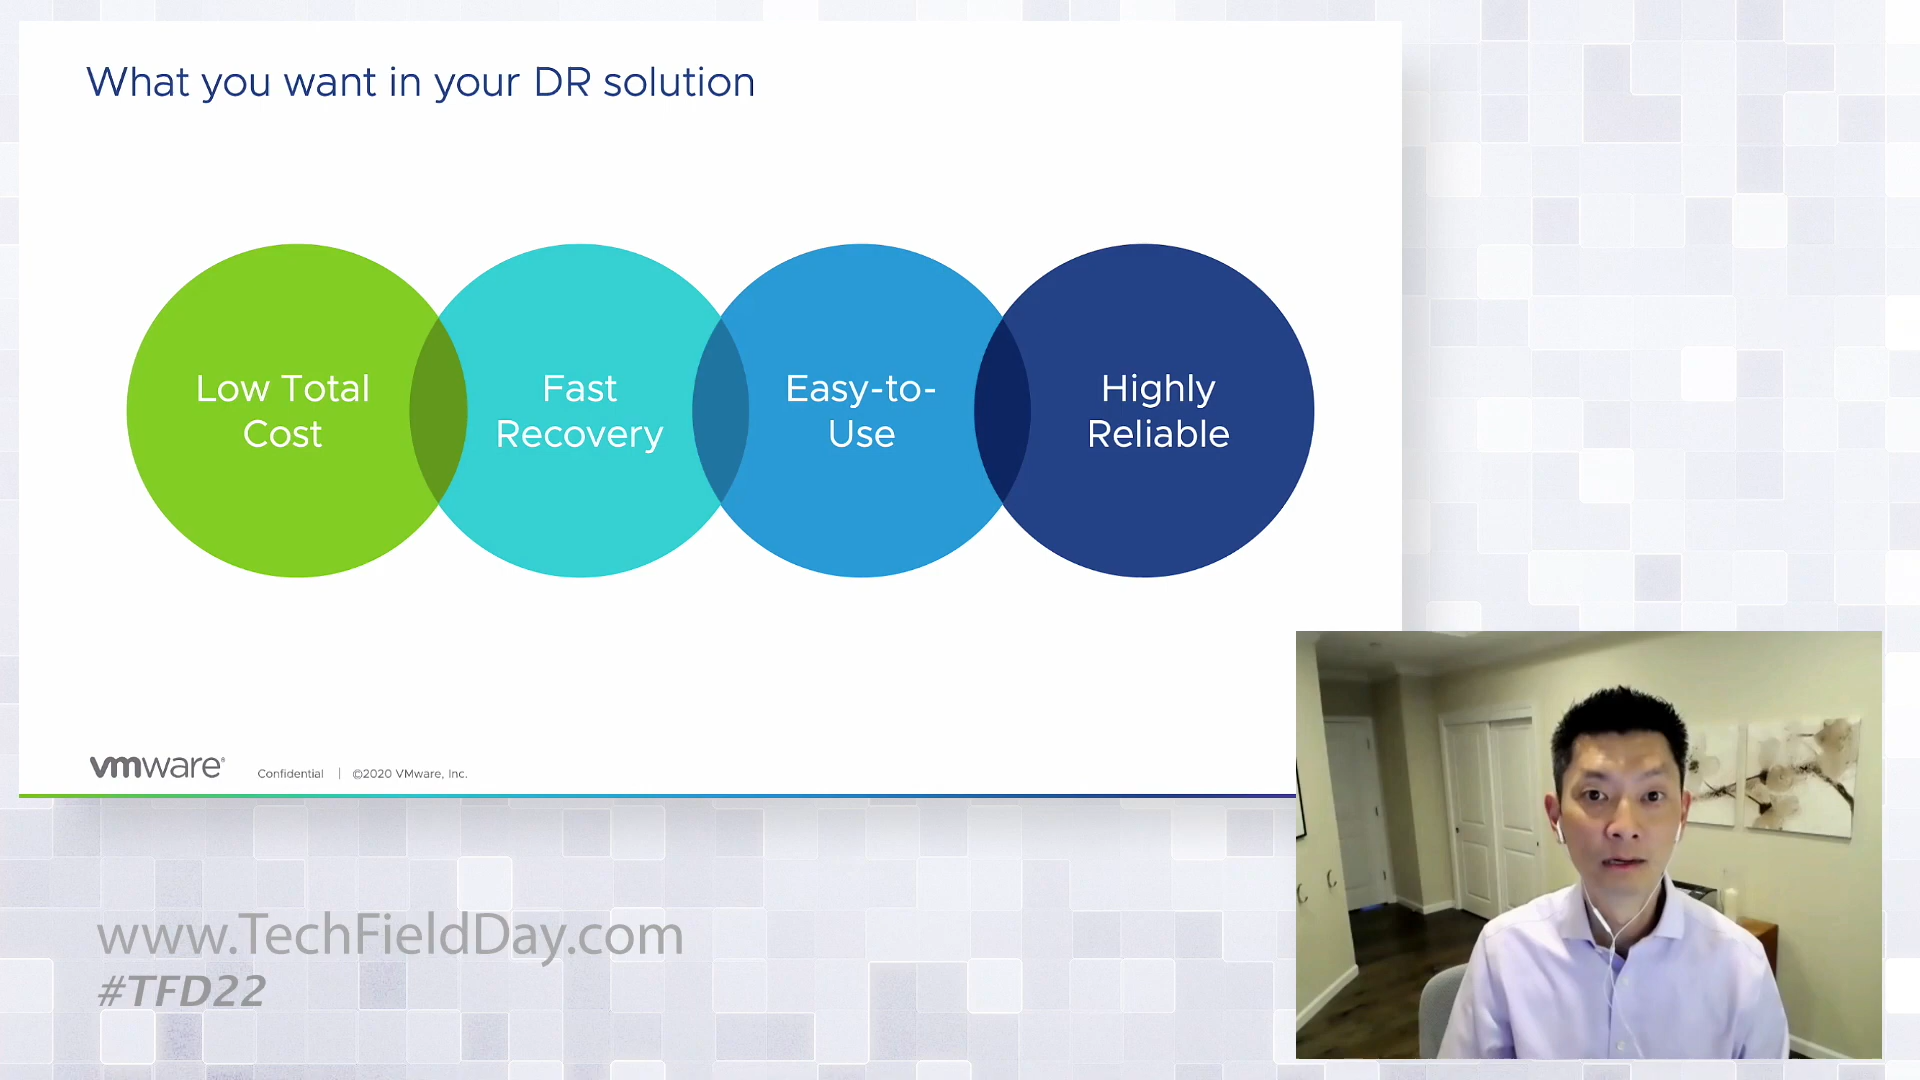 What you want in your DR solution
Low Total
Cost
Fast
Recovery
Easy-to-
Use
Highly
Reliable
vmware®
Confidential | ©2020 VMware, Inc.
www.TechFieldDay.com
#TFD22